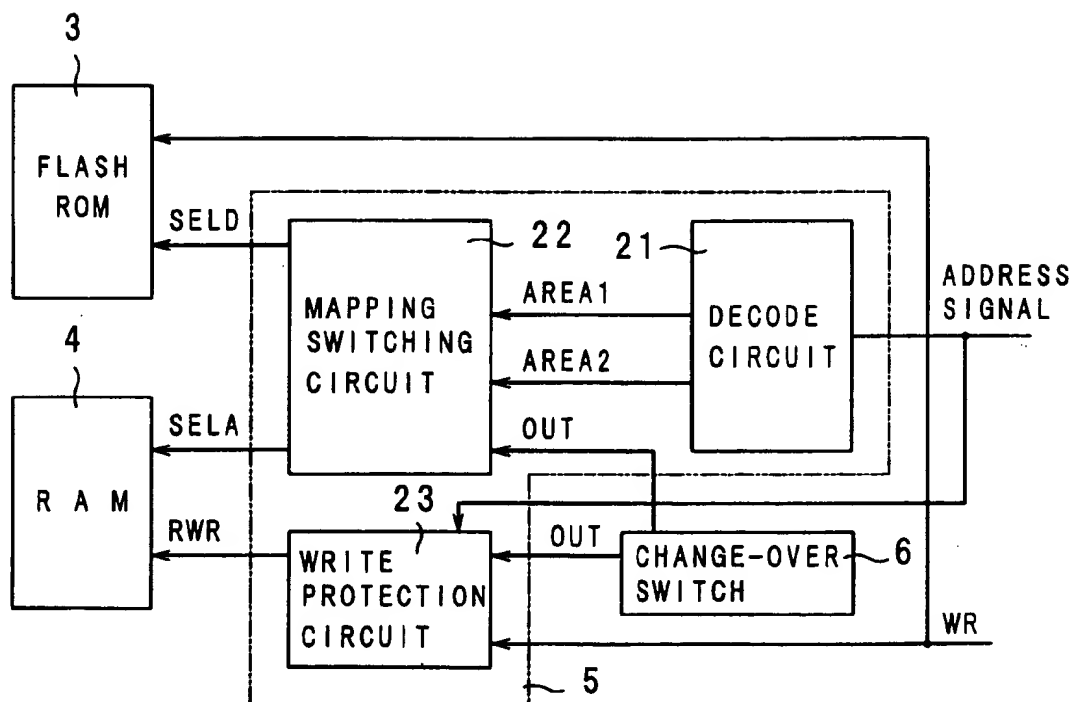 3
FLASH
ROM
SELD
22
21
ADDRESS
SIGNAL
MAPPING
SWITCHING
CIRCUIT
AREA1
DECODE
CIRCUIT
AREA2
4
SELA
OUT
R A M
23
RWR
WRITE
PROTECTION
CIRCUIT
OUT
CHANGE-OVER
SWITCH
6
WR
5